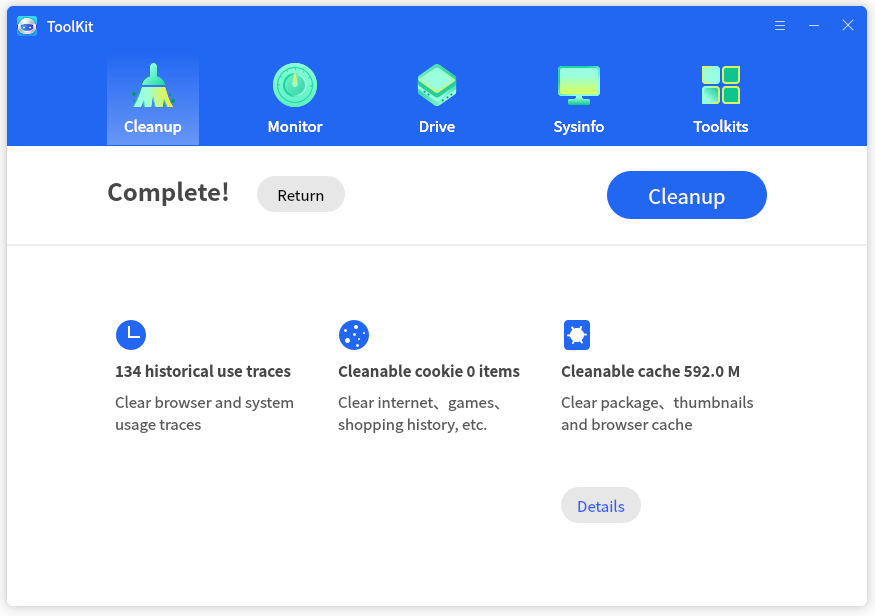 ToolKit
Cleanup
Monitor
Drive
Sysinfo
Toolkits
Complete!
Return
Cleanup
134 historical use traces
Clear browser and system
usage traces
Cleanable cookie 0 items
Clear internet、games、
shopping history, etc.
Cleanable cache 592.0 M
Clear package、thumbnails
and browser cache
Details